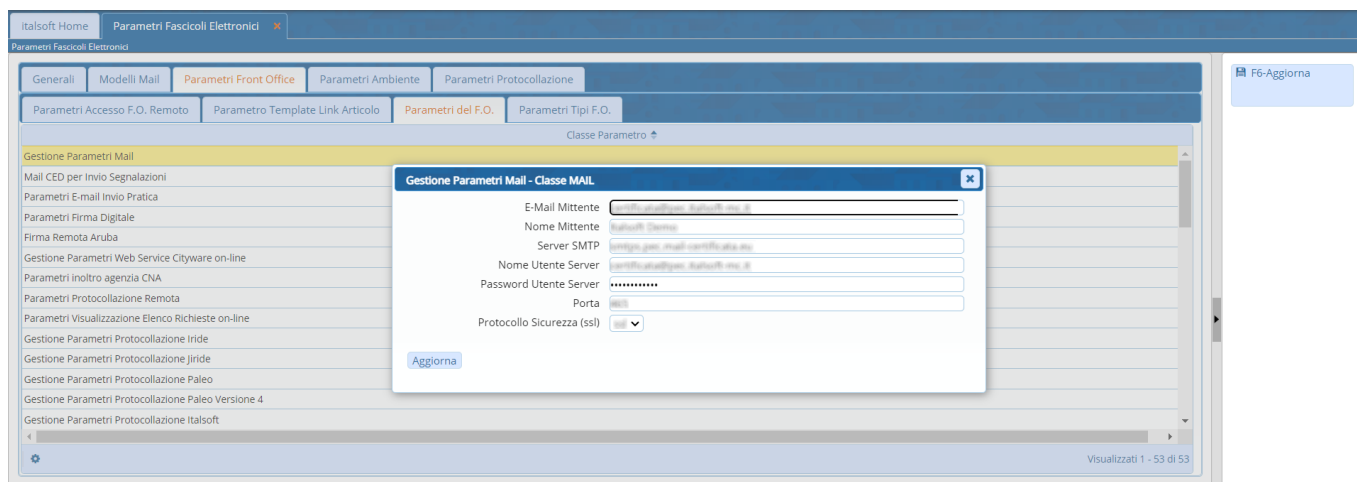 italsoft Home Parametri Fascicoli Elettronici ×
Parametri Fascicoli Elettronici
Generali Modelli Mail Parametri Front Office Parametri Ambiente Parametri Protocollazione
F6-Aggiorna
Parametri Accesso F.O. Remoto Parametro Template Link Articolo Parametri del F.O. Parametri Tipi F.O.
Classe Parametro
Gestione Parametri Mail
Mail CED per Invio Segnalazioni
Parametri E-mail Invio Pratica
Parametri Firma Digitale
Firma Remota Aruba
Gestione Parametri Web Service Cityware on-line
Parametri inoltro agenzia CNA
Parametri Protocollazione Remota
Parametri Visualizzazione Elenco Richieste on-line
Gestione Parametri Protocollazione Iride
Gestione Parametri Protocollazione Jiride
Gestione Parametri Protocollazione Paleo
Gestione Parametri Protocollazione Paleo Versione 4
Gestione Parametri Protocollazione Italsoft
Gestione Parametri Mail - Classe MAIL
E-Mail Mittente
Nome Mittente
Server SMTP
Nome Utente Server
Password Utente Server ••••••••••••
Porta
Protocollo Sicurezza (ssl)
Aggiorna
Visualizzati 1 - 53 di 53